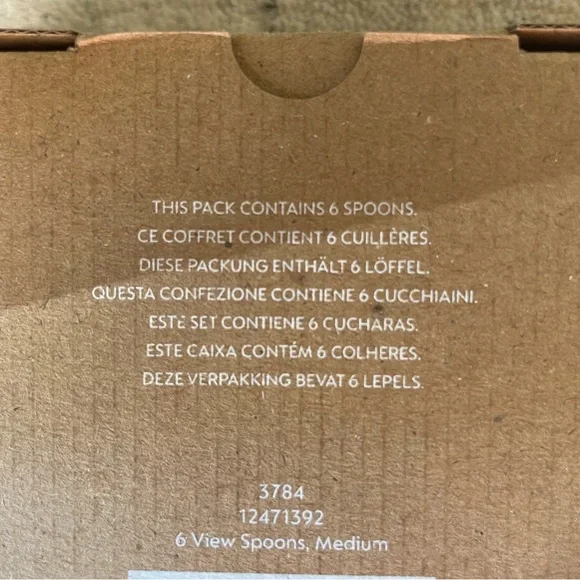 THIS PACK CONTAINS 6 SPOONS.
CE COFFRET CONTIENT 6 CUILLÈRES.
DIESE PACKUNG ENTHÄLT 6 LÖFFEL.
QUESTA CONFEZIONE CONTIENE 6 CUCCHIAINI.
ESTE SET CONTIENE 6 CUCHARAS.
ESTE CAIXA CONTÉM 6 COLHERES.
DEZE VERPAKKING BEVAT 6 LEPELS.
3784
12471392
6 View Spoons, Medium